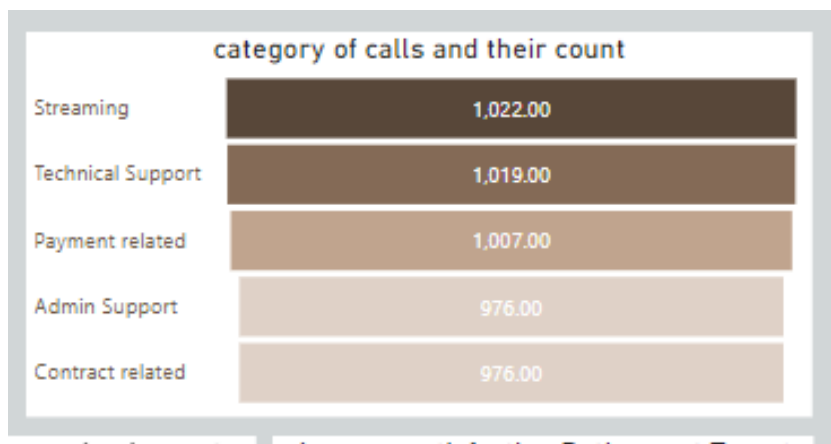 category of calls and their count
Streaming 1,022.00
Technical Support 1,019.00
Payment related 1,007.00
Admin Support 976.00
Contract related 976.00